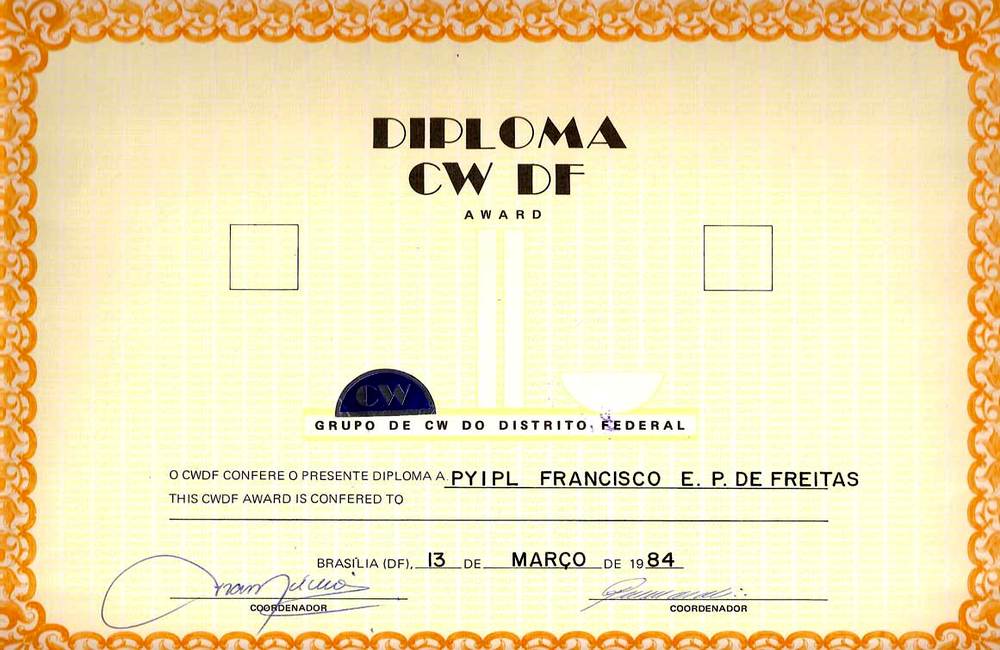 DIPLOMA
CW DF
AWARD
CW
GRUPO DE CW DO DISTRITO FEDERAL
O CWDF CONFERE O PRESENTE DIPLOMA A PY1PL FRANCISCO E. P. DE FREITAS
THIS CWDF AWARD IS CONFERED TO
BRASÍLIA (DF), 13 DE MARÇO DE 1984
COORDENADOR COORDENADOR